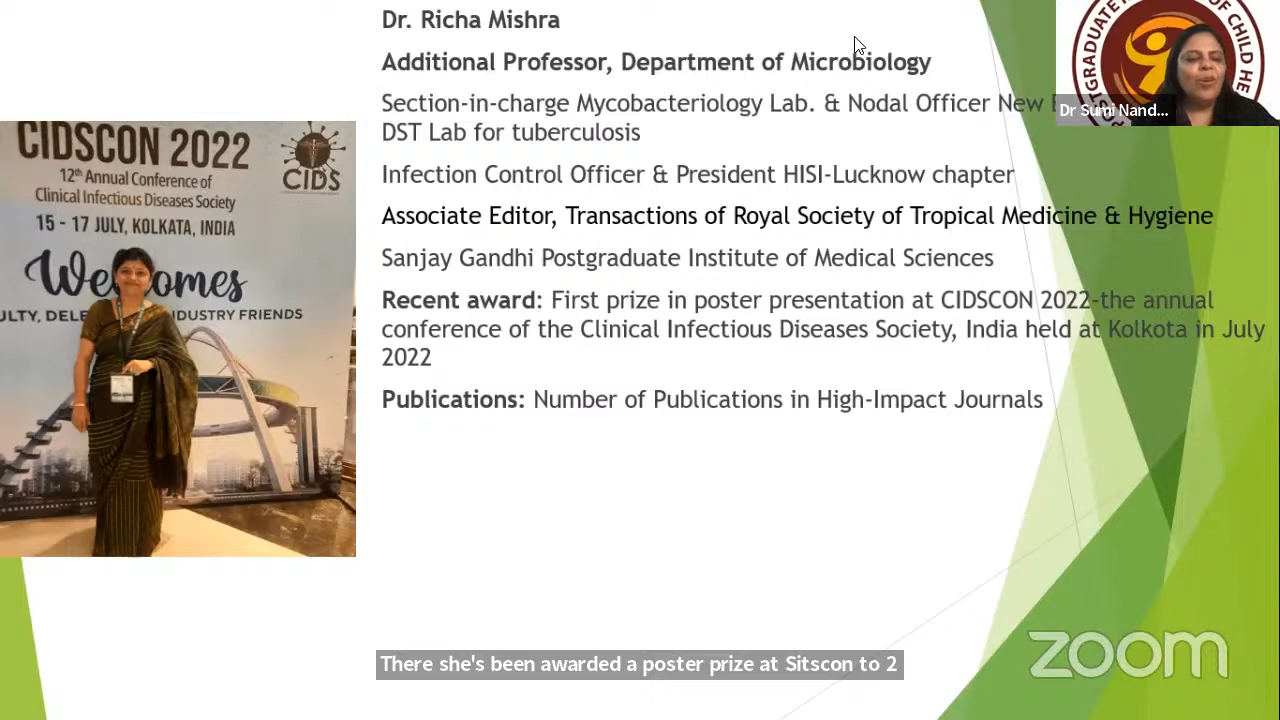 Dr. Richa Mishra
Additional Professor, Department of Microbiology
Section-in-charge Mycobacteriology Lab. & Nodal Officer New
DST Lab for tuberculosis
Infection Control Officer & President HISI-Lucknow chapter
Associate Editor, Transactions of Royal Society of Tropical Medicine & Hygiene
Sanjay Gandhi Postgraduate Institute of Medical Sciences
Recent award: First prize in poster presentation at CIDSCON 2022-the annual
conference of the Clinical Infectious Diseases Society, India held at Kolkota in July
2022
Publications: Number of Publications in High-Impact Journals
CIDSCON 2022
12th Annual Conference of
Clinical Infectious Diseases Society
15 - 17 JULY, KOLKATA, INDIA
CIDS
INDUSTRY FRIENDS
OF CHILD
Dr Sumi Nand...
There she's been awarded a poster prize at Sitscon to 2
zoom